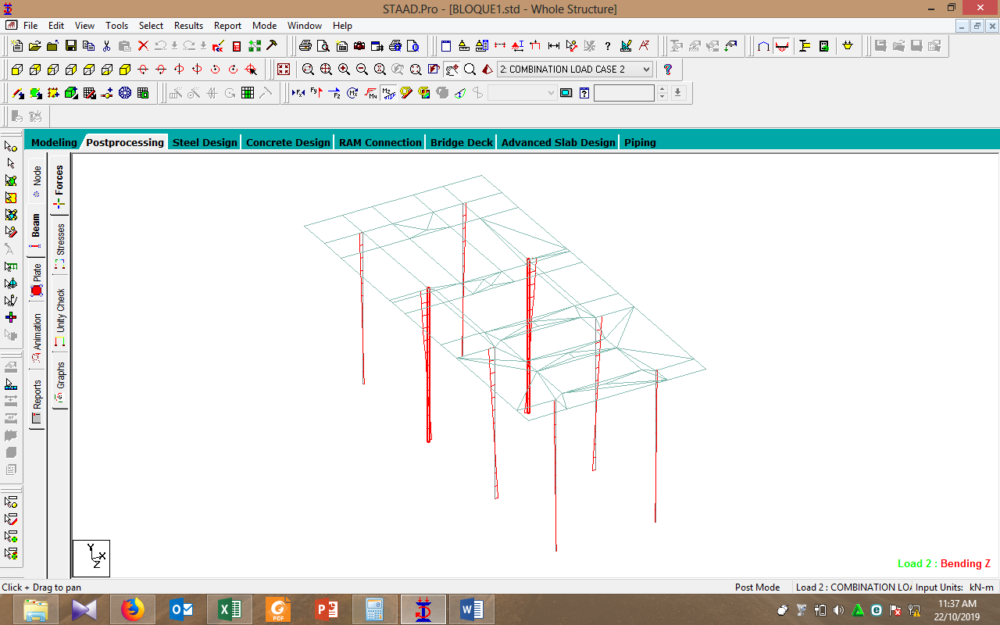 STAAD.Pro - [BLOQUE1.std - Whole Structure]
File Edit View Tools Select Results Report Mode Window Help
2: COMBINATION LOAD CASE 2
Modeling Postprocessing Steel Design Concrete Design RAM Connection Bridge Deck Advanced Slab Design Piping
Node
Beam
Plate
Animation
Reports
Forces
Stresses
Unity Check
Graphs
Y
X
Z
Load 2 : Bending Z
Click + Drag to pan
Post Mode
Load 2 : COMBINATION LOA
Input Units: kN-m
PDF
11:37 AM
22/10/2019